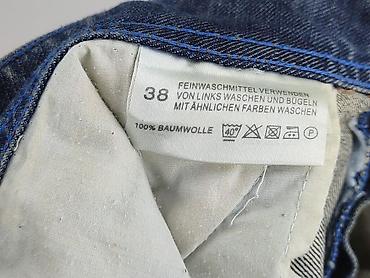 38
FEINWASCHMITTEL VERWENDEN
VON LINKS WASCHEN UND BÜGELN
MIT ÄHNLICHEN FARBEN WASCHEN
100% BAUMWOLLE 40° P